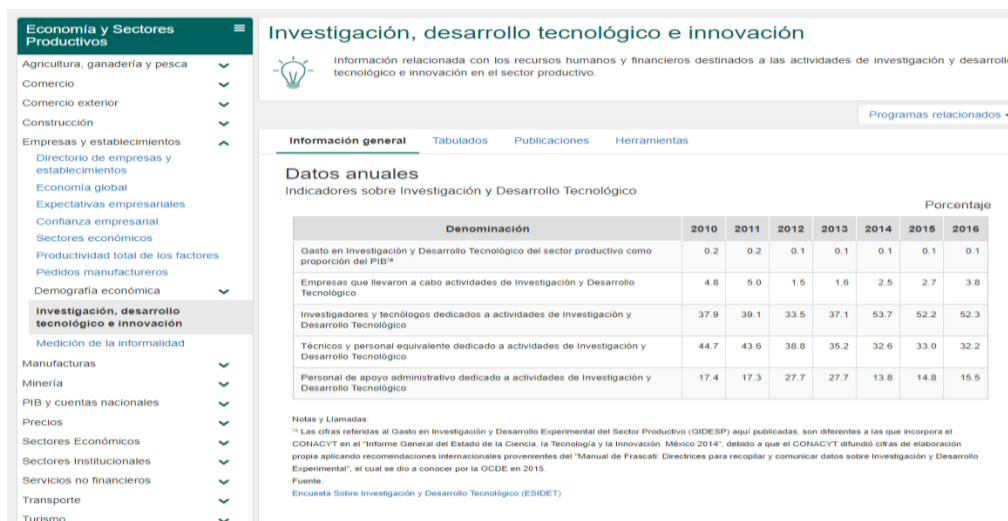 Economía y Sectores
Productivos
Agricultura, ganadería y pesca
Comercio
Comercio exterior
Construcción
Empresas y establecimientos
Directorio de empresas y
establecimientos
Economía global
Expectativas empresariales
Confianza empresarial
Sectores económicos
Productividad total de los factores
Pedidos manufactureros
Demografía económica
Investigación, desarrollo
tecnológico e innovación
Medición de la informalidad
Manufacturas
Minería
PIB y cuentas nacionales
Precios
Sectores Económicos
Sectores Institucionales
Servicios no financieros
Transporte
Turismo
Investigación, desarrollo tecnológico e innovación
Información relacionada con los recursos humanos y financieros destinados a las actividades de investigación y desarrollo
tecnológico e innovación en el sector productivo.
Programas relacionados
Información general Tabulados Publicaciones Herramientas
Datos anuales
Indicadores sobre Investigación y Desarrollo Tecnológico
Porcentaje
Denominación 2010 2011 2012 2013 2014 2015 2016
Gasto en Investigación y Desarrollo Tecnológico del sector productivo como
proporción del PIB/a 0.2 0.2 0.1 0.1 0.1 0.1 0.1
Empresas que llevaron a cabo actividades de Investigación y Desarrollo
Tecnológico 4.8 5.0 1.5 1.6 2.5 2.7 3.8
Investigadores y tecnólogos dedicados a actividades de Investigación y
Desarrollo Tecnológico 37.9 39.1 33.5 37.1 53.7 52.2 52.3
Técnicos y personal equivalente dedicado a actividades de Investigación y
Desarrollo Tecnológico 44.7 43.6 38.8 35.2 32.6 33.0 32.2
Personal de apoyo administrativo dedicado a actividades de Investigación y
Desarrollo Tecnológico 17.4 17.3 27.7 27.7 13.8 14.8 15.5
Notas y Llamadas:
/a Las cifras referidas al Gasto en Investigación y Desarrollo Experimental del Sector Productivo (GIDESP) aquí publicadas, son diferentes a las que incorpora el
CONACYT en el "Informe General del Estado de la Ciencia, la Tecnología y la Innovación. México 2014", debido a que el CONACYT difundió cifras de elaboración
propia aplicando recomendaciones internacionales provenientes del "Manual de Frascati: Directrices para recopilar y comunicar datos sobre Investigación y Desarrollo
Experimental", el cual se dio a conocer por la OCDE en 2015.
Fuente:
Encuesta Sobre Investigación y Desarrollo Tecnológico (ESIDET)